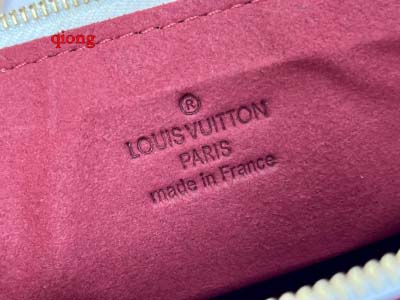 qiong
®
LOUIS VUITTON
PARIS
made in France